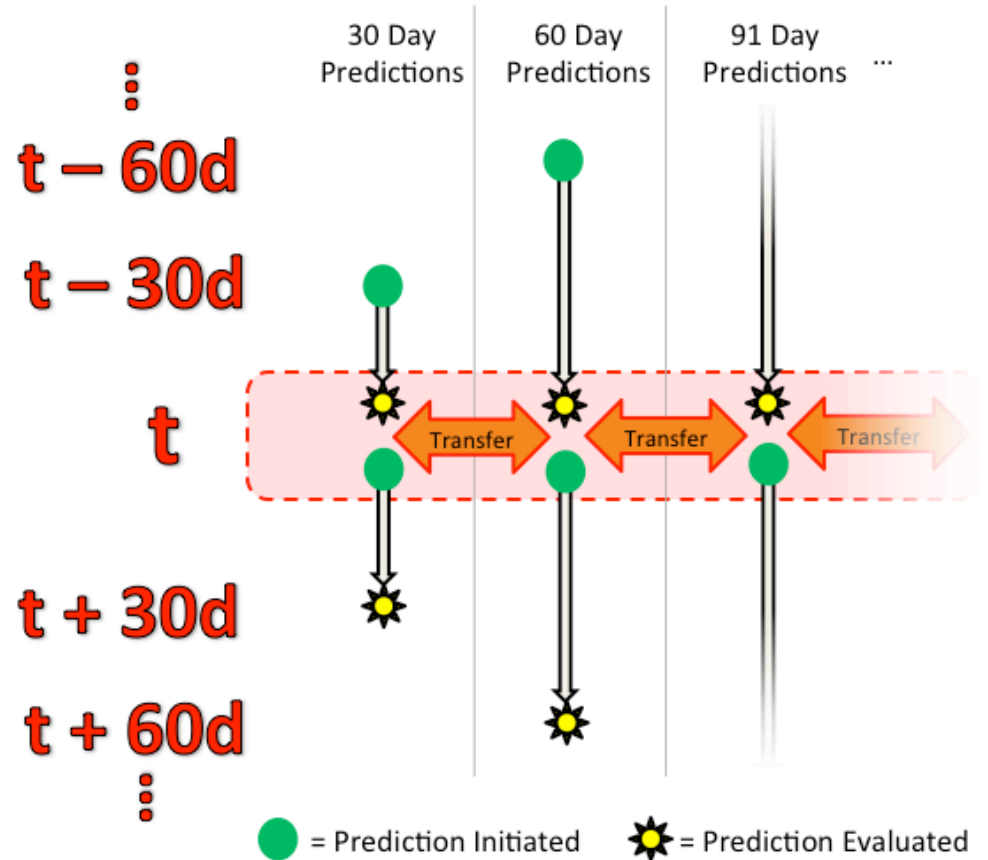 30 Day
Predictions
60 Day
Predictions
91 Day
Predictions
...
t – 60d
t – 30d
t
Transfer
Transfer
Transfer
t + 30d
t + 60d
= Prediction Initiated
= Prediction Evaluated